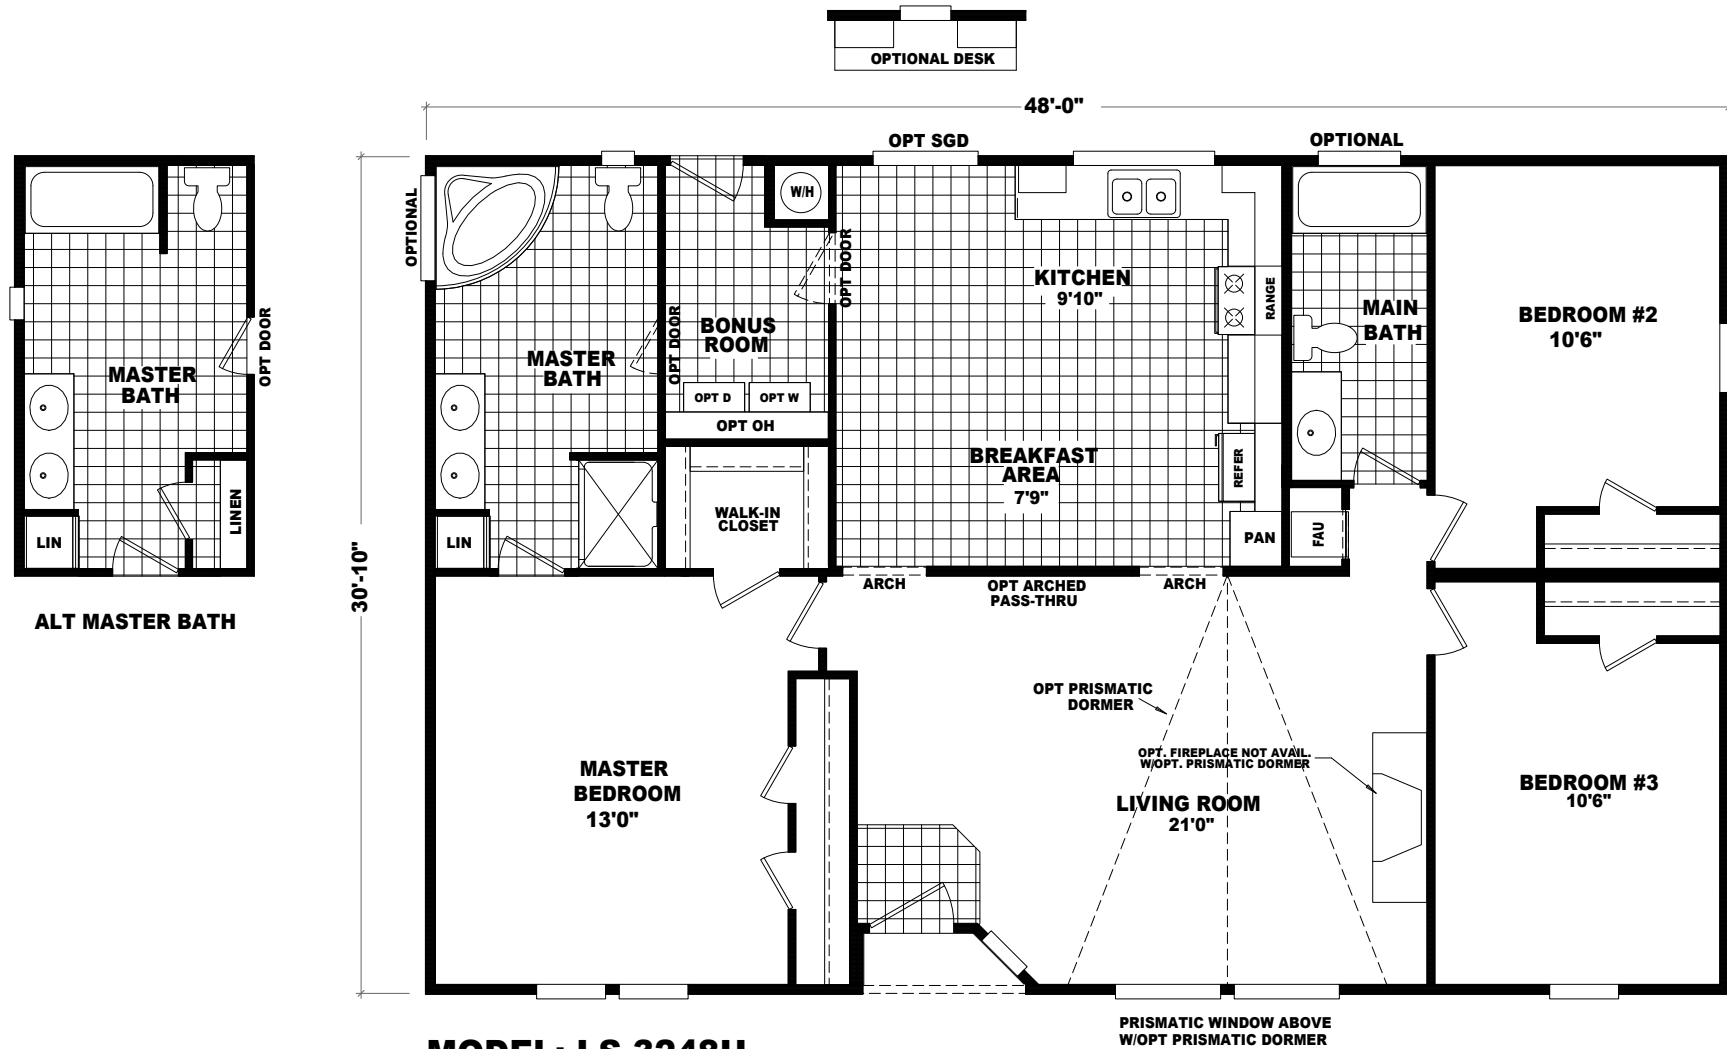 OPTIONAL DESK
48'-0"
OPT SGD
OPTIONAL
OPTIONAL
W/H
OPT DOOR
KITCHEN
9'10"
RANGE
MAIN
BATH
BEDROOM #2
10'6"
BONUS
ROOM
OPT DOOR
MASTER
BATH
OPT D
OPT W
OPT OH
BREAKFAST
AREA
7'9"
REFER
WALK-IN
CLOSET
LIN
PAN
FAU
MASTER
BATH
OPT DOOR
LINEN
LIN
ALT MASTER BATH
30'-10"
ARCH
OPT ARCHED
PASS-THRU
ARCH
OPT PRISMATIC
DORMER
OPT. FIREPLACE NOT AVAIL.
W/OPT. PRISMATIC DORMER
MASTER
BEDROOM
13'0"
LIVING ROOM
21'0"
BEDROOM #3
10'6"
PRISMATIC WINDOW ABOVE
W/OPT PRISMATIC DORMER
MODEL: LS-3248H